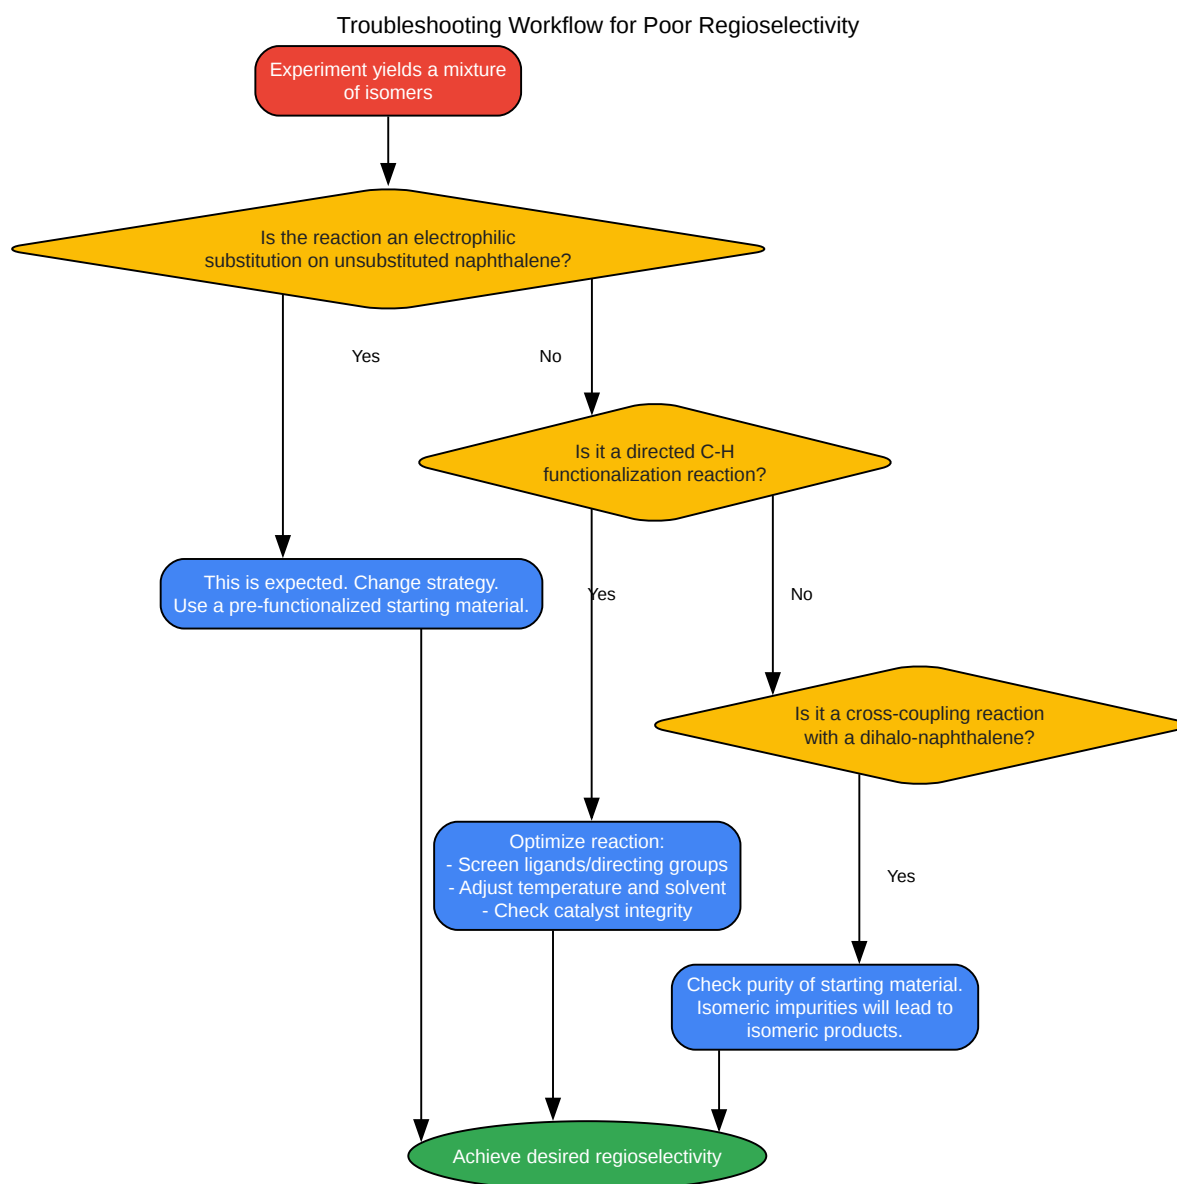 Troubleshooting Workflow for Poor Regioselectivity
Experiment yields a mixture
of isomers
Is the reaction an electrophilic
substitution on unsubstituted naphthalene?
Yes
No
Is it a directed C-H
functionalization reaction?
This is expected. Change strategy.
Use a pre-functionalized starting material.
Yes
No
Is it a cross-coupling reaction
with a dihalo-naphthalene?
Optimize reaction:
- Screen ligands/directing groups
- Adjust temperature and solvent
- Check catalyst integrity
Yes
Check purity of starting material.
Isomeric impurities will lead to
isomeric products.
Achieve desired regioselectivity